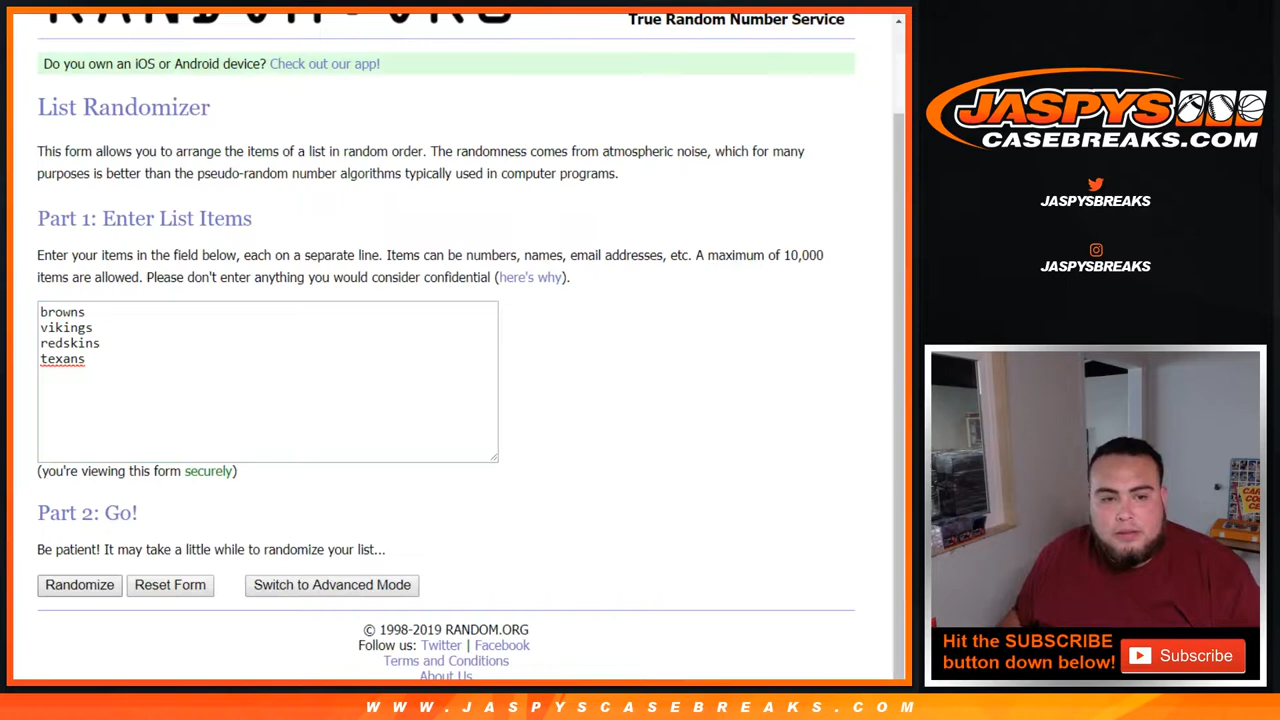 RANDOM.ORG
True Random Number Service
Do you own an iOS or Android device? Check out our app!
List Randomizer
This form allows you to arrange the items of a list in random order. The randomness comes from atmospheric noise, which for many
purposes is better than the pseudo-random number algorithms typically used in computer programs.
Part 1: Enter List Items
Enter your items in the field below, each on a separate line. Items can be numbers, names, email addresses, etc. A maximum of 10,000
items are allowed. Please don't enter anything you would consider confidential (here's why).
browns
vikings
redskins
texans
(you're viewing this form securely)
Part 2: Go!
Be patient! It may take a little while to randomize your list...
Randomize Reset Form Switch to Advanced Mode
© 1998-2019 RANDOM.ORG
Follow us: Twitter | Facebook
Terms and Conditions
About Us
JASPYS
CASEBREAKS.COM
JASPYSBREAKS
JASPYSBREAKS
Hit the SUBSCRIBE
button down below!
Subscribe
WWW.JASPYSCASEBREAKS.COM